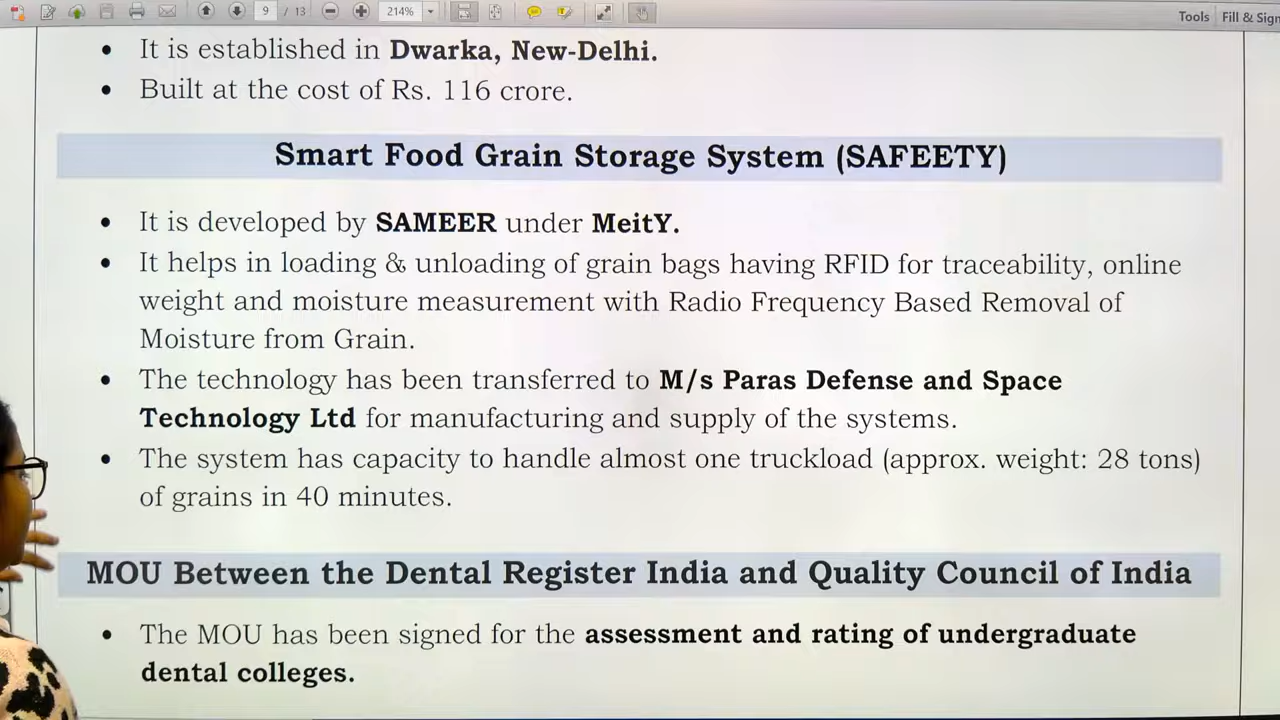 9 / 13 214% Tools Fill & Sign
• It is established in Dwarka, New-Delhi.
• Built at the cost of Rs. 116 crore.
Smart Food Grain Storage System (SAFEETY)
• It is developed by SAMEER under MeitY.
• It helps in loading & unloading of grain bags having RFID for traceability, online
weight and moisture measurement with Radio Frequency Based Removal of
Moisture from Grain.
• The technology has been transferred to M/s Paras Defense and Space
Technology Ltd for manufacturing and supply of the systems.
• The system has capacity to handle almost one truckload (approx. weight: 28 tons)
of grains in 40 minutes.
MOU Between the Dental Register India and Quality Council of India
• The MOU has been signed for the assessment and rating of undergraduate
dental colleges.